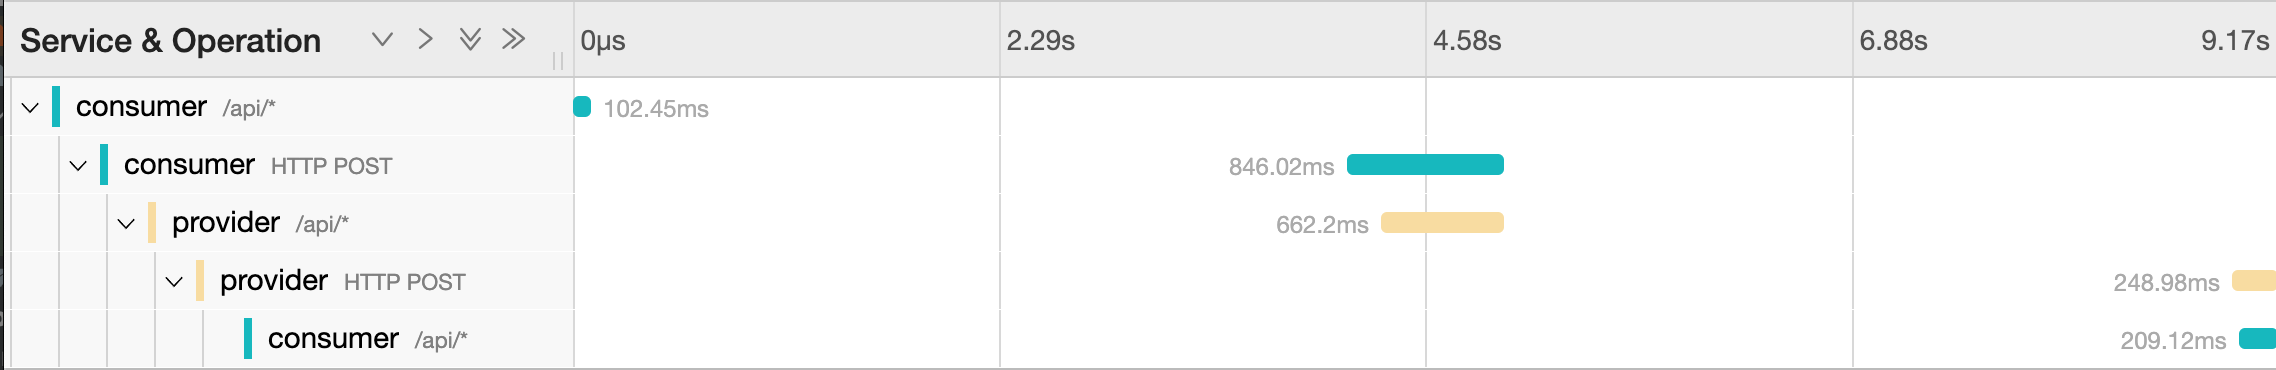 Service & Operation 0μs 2.29s 4.58s 6.88s 9.17s
consumer /api/* 102.45ms
consumer HTTP POST 846.02ms
provider /api/* 662.2ms
provider HTTP POST 248.98ms
consumer /api/* 209.12ms